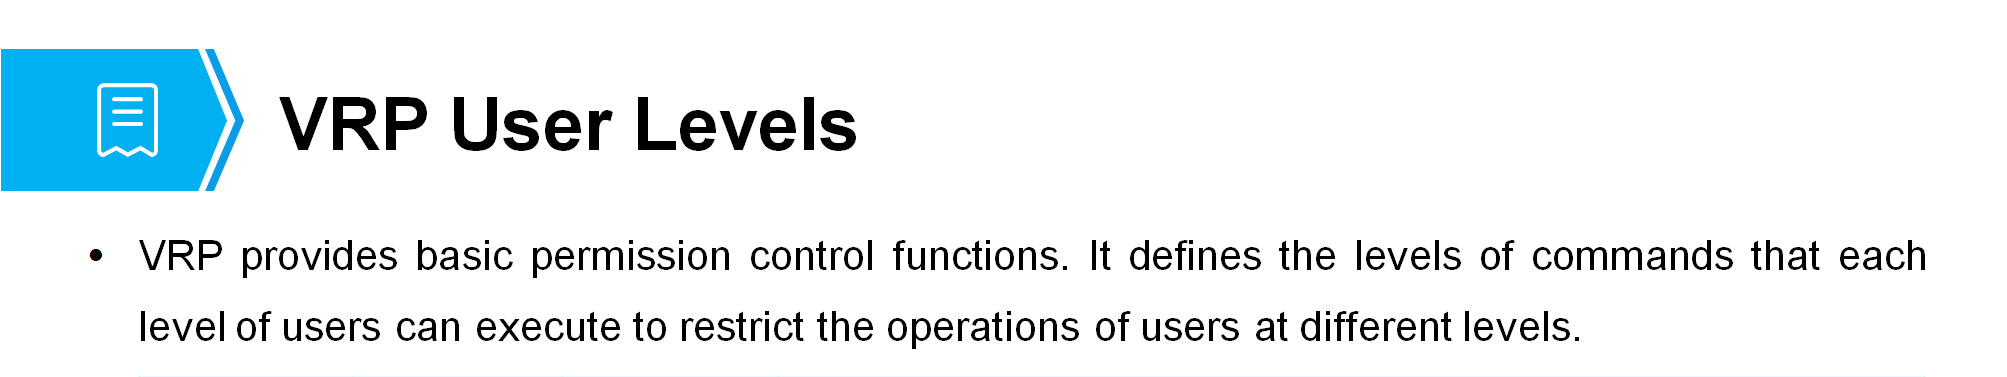 VRP User Levels
• VRP provides basic permission control functions. It defines the levels of commands that each
level of users can execute to restrict the operations of users at different levels.